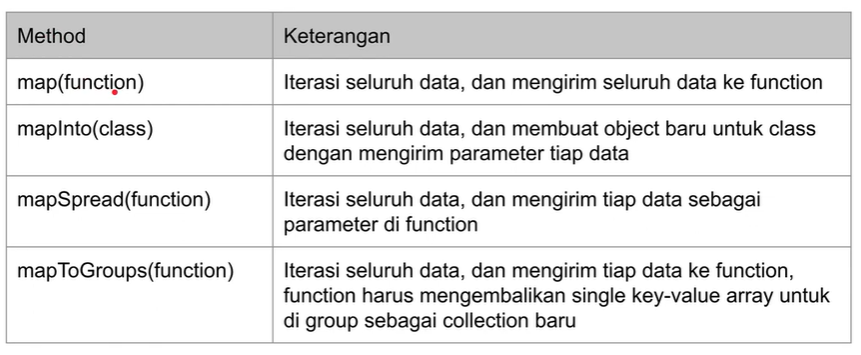 Method Keterangan
map(function) Iterasi seluruh data, dan mengirim seluruh data ke function
mapInto(class) Iterasi seluruh data, dan membuat object baru untuk class
dengan mengirim parameter tiap data
mapSpread(function) Iterasi seluruh data, dan mengirim tiap data sebagai
parameter di function
mapToGroups(function) Iterasi seluruh data, dan mengirim tiap data ke function,
function harus mengembalikan single key-value array untuk
di group sebagai collection baru